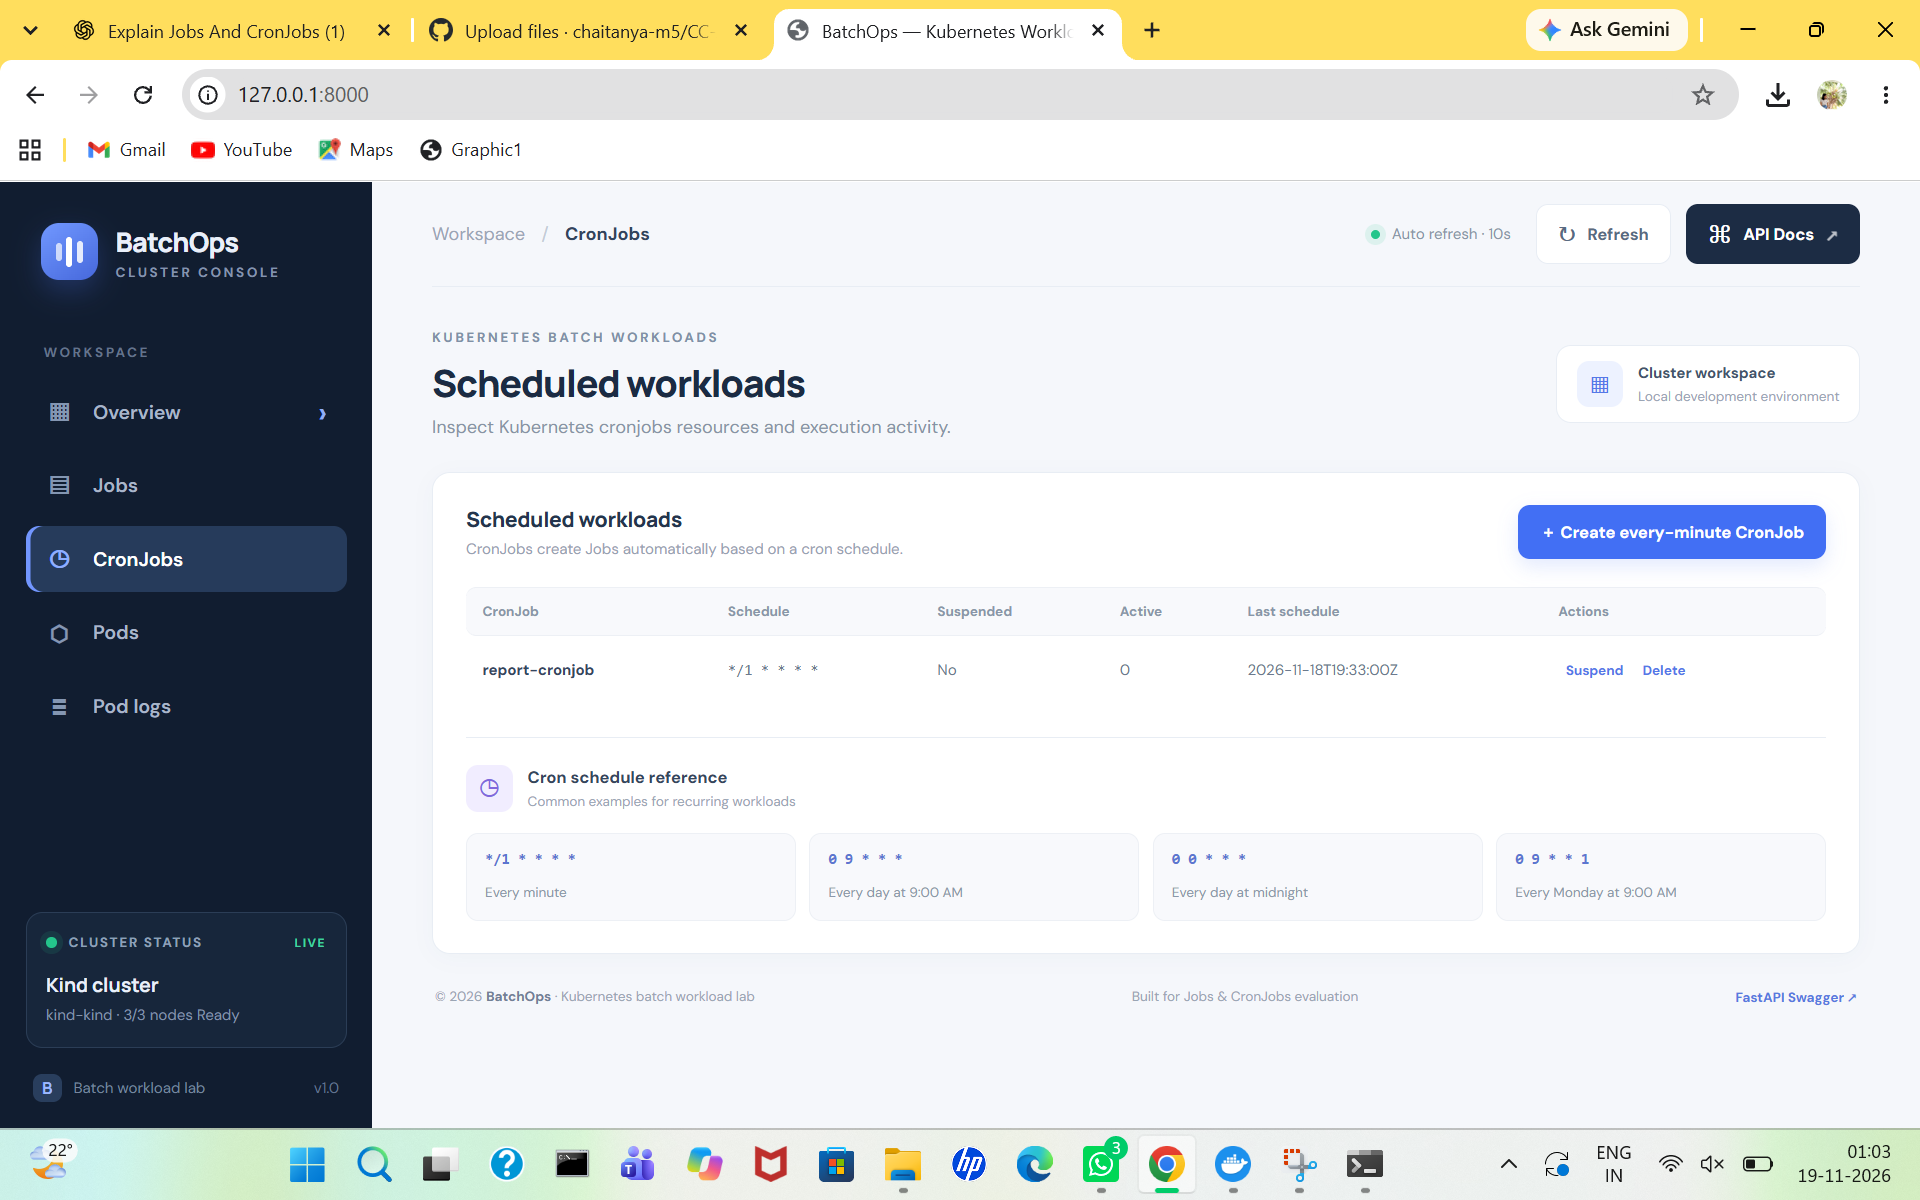 Explain Jobs And CronJobs (1)
Upload files · chaitanya-m5/CC-
BatchOps — Kubernetes Worklo
Ask Gemini
127.0.0.1:8000
Gmail
YouTube
Maps
Graphic1
BatchOps
CLUSTER CONSOLE
WORKSPACE
Overview
Jobs
CronJobs
Pods
Pod logs
CLUSTER STATUS
LIVE
Kind cluster
kind-kind · 3/3 nodes Ready
B
Batch workload lab
v1.0
Workspace / CronJobs
Auto refresh · 10s
Refresh
API Docs ↗
KUBERNETES BATCH WORKLOADS
Scheduled workloads
Inspect Kubernetes cronjobs resources and execution activity.
Cluster workspace
Local development environment
Scheduled workloads
CronJobs create Jobs automatically based on a cron schedule.
+ Create every-minute CronJob
CronJob Schedule Suspended Active Last schedule Actions
report-cronjob */1 * * * * No 0 2026-11-18T19:33:00Z Suspend Delete
Cron schedule reference
Common examples for recurring workloads
*/1 * * * *
Every minute
0 9 * * *
Every day at 9:00 AM
0 0 * * *
Every day at midnight
0 9 * * 1
Every Monday at 9:00 AM
© 2026 BatchOps · Kubernetes batch workload lab
Built for Jobs & CronJobs evaluation
FastAPI Swagger ↗
22°
3
ENG
IN
01:03
19-11-2026